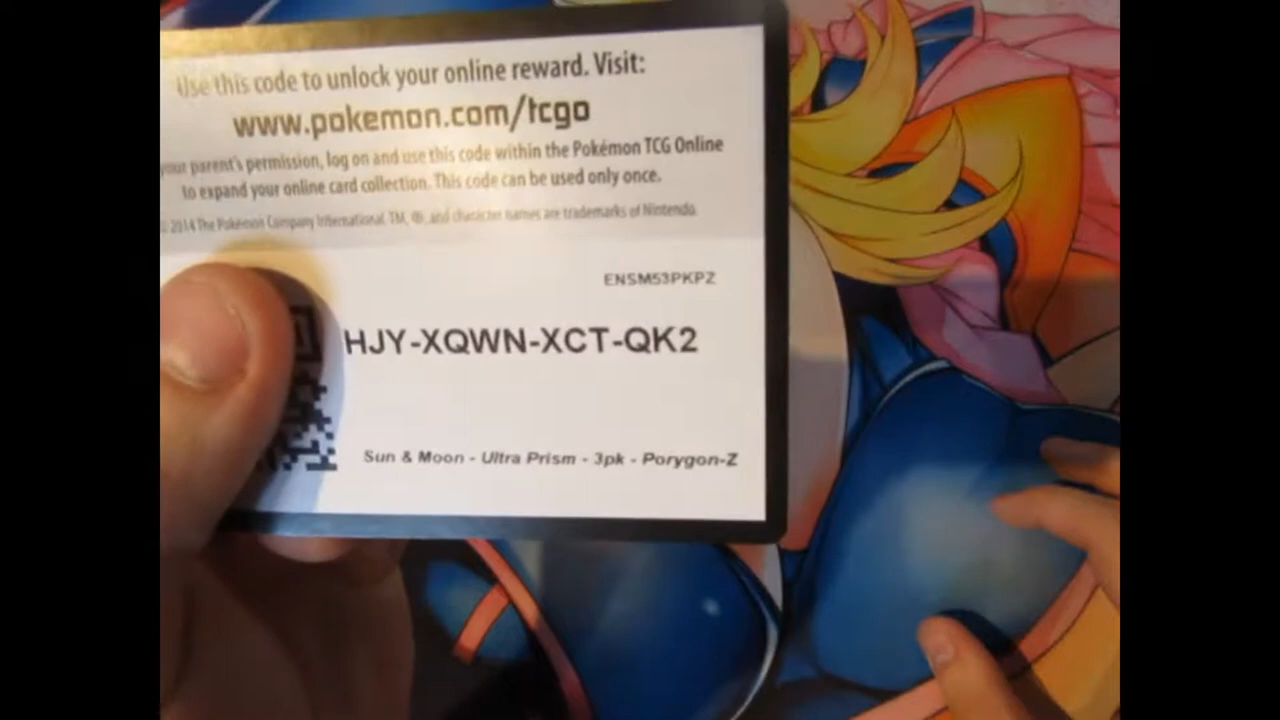 Use this code to unlock your online reward. Visit:
www.pokemon.com/tcgo
your parent's permission, log on and use this code within the Pokémon TCG Online
to expand your online card collection. This code can be used only once.
© 2014 The Pokémon Company International. TM, ®, and character names are trademarks of Nintendo.
ENSM53PKPZ
HJY-XQWN-XCT-QK2
Sun & Moon - Ultra Prism - 3pk - Porygon-Z